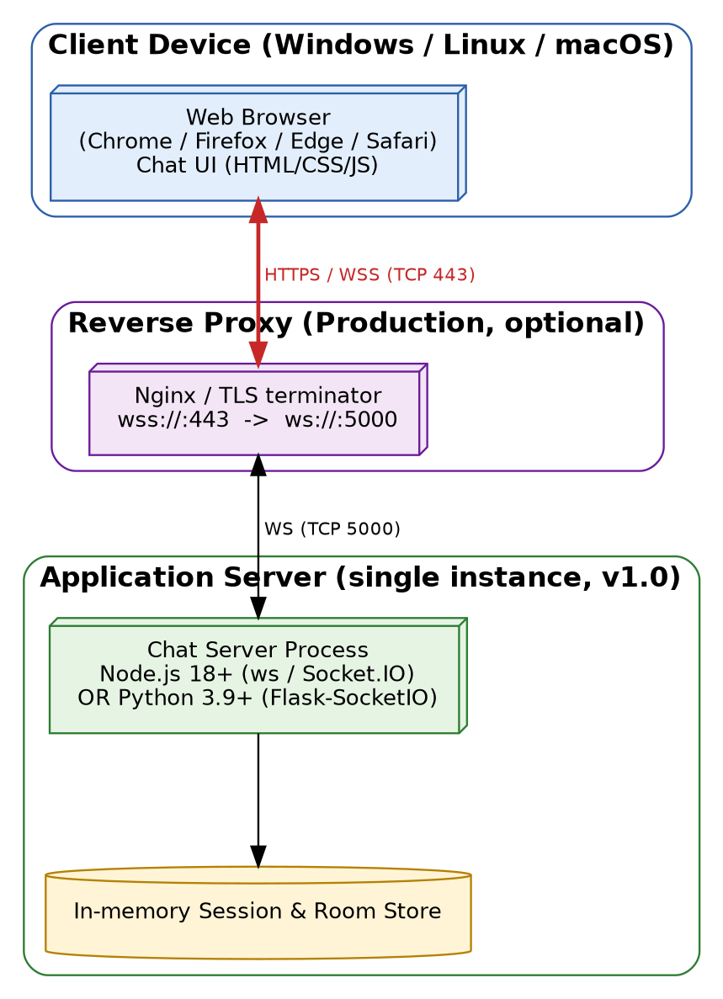 Client Device (Windows / Linux / macOS)
Web Browser
(Chrome / Firefox / Edge / Safari)
Chat UI (HTML/CSS/JS)
HTTPS / WSS (TCP 443)
Reverse Proxy (Production, optional)
Nginx / TLS terminator
wss://:443  ->  ws://:5000
WS (TCP 5000)
Application Server (single instance, v1.0)
Chat Server Process
Node.js 18+ (ws / Socket.IO)
OR Python 3.9+ (Flask-SocketIO)
In-memory Session & Room Store